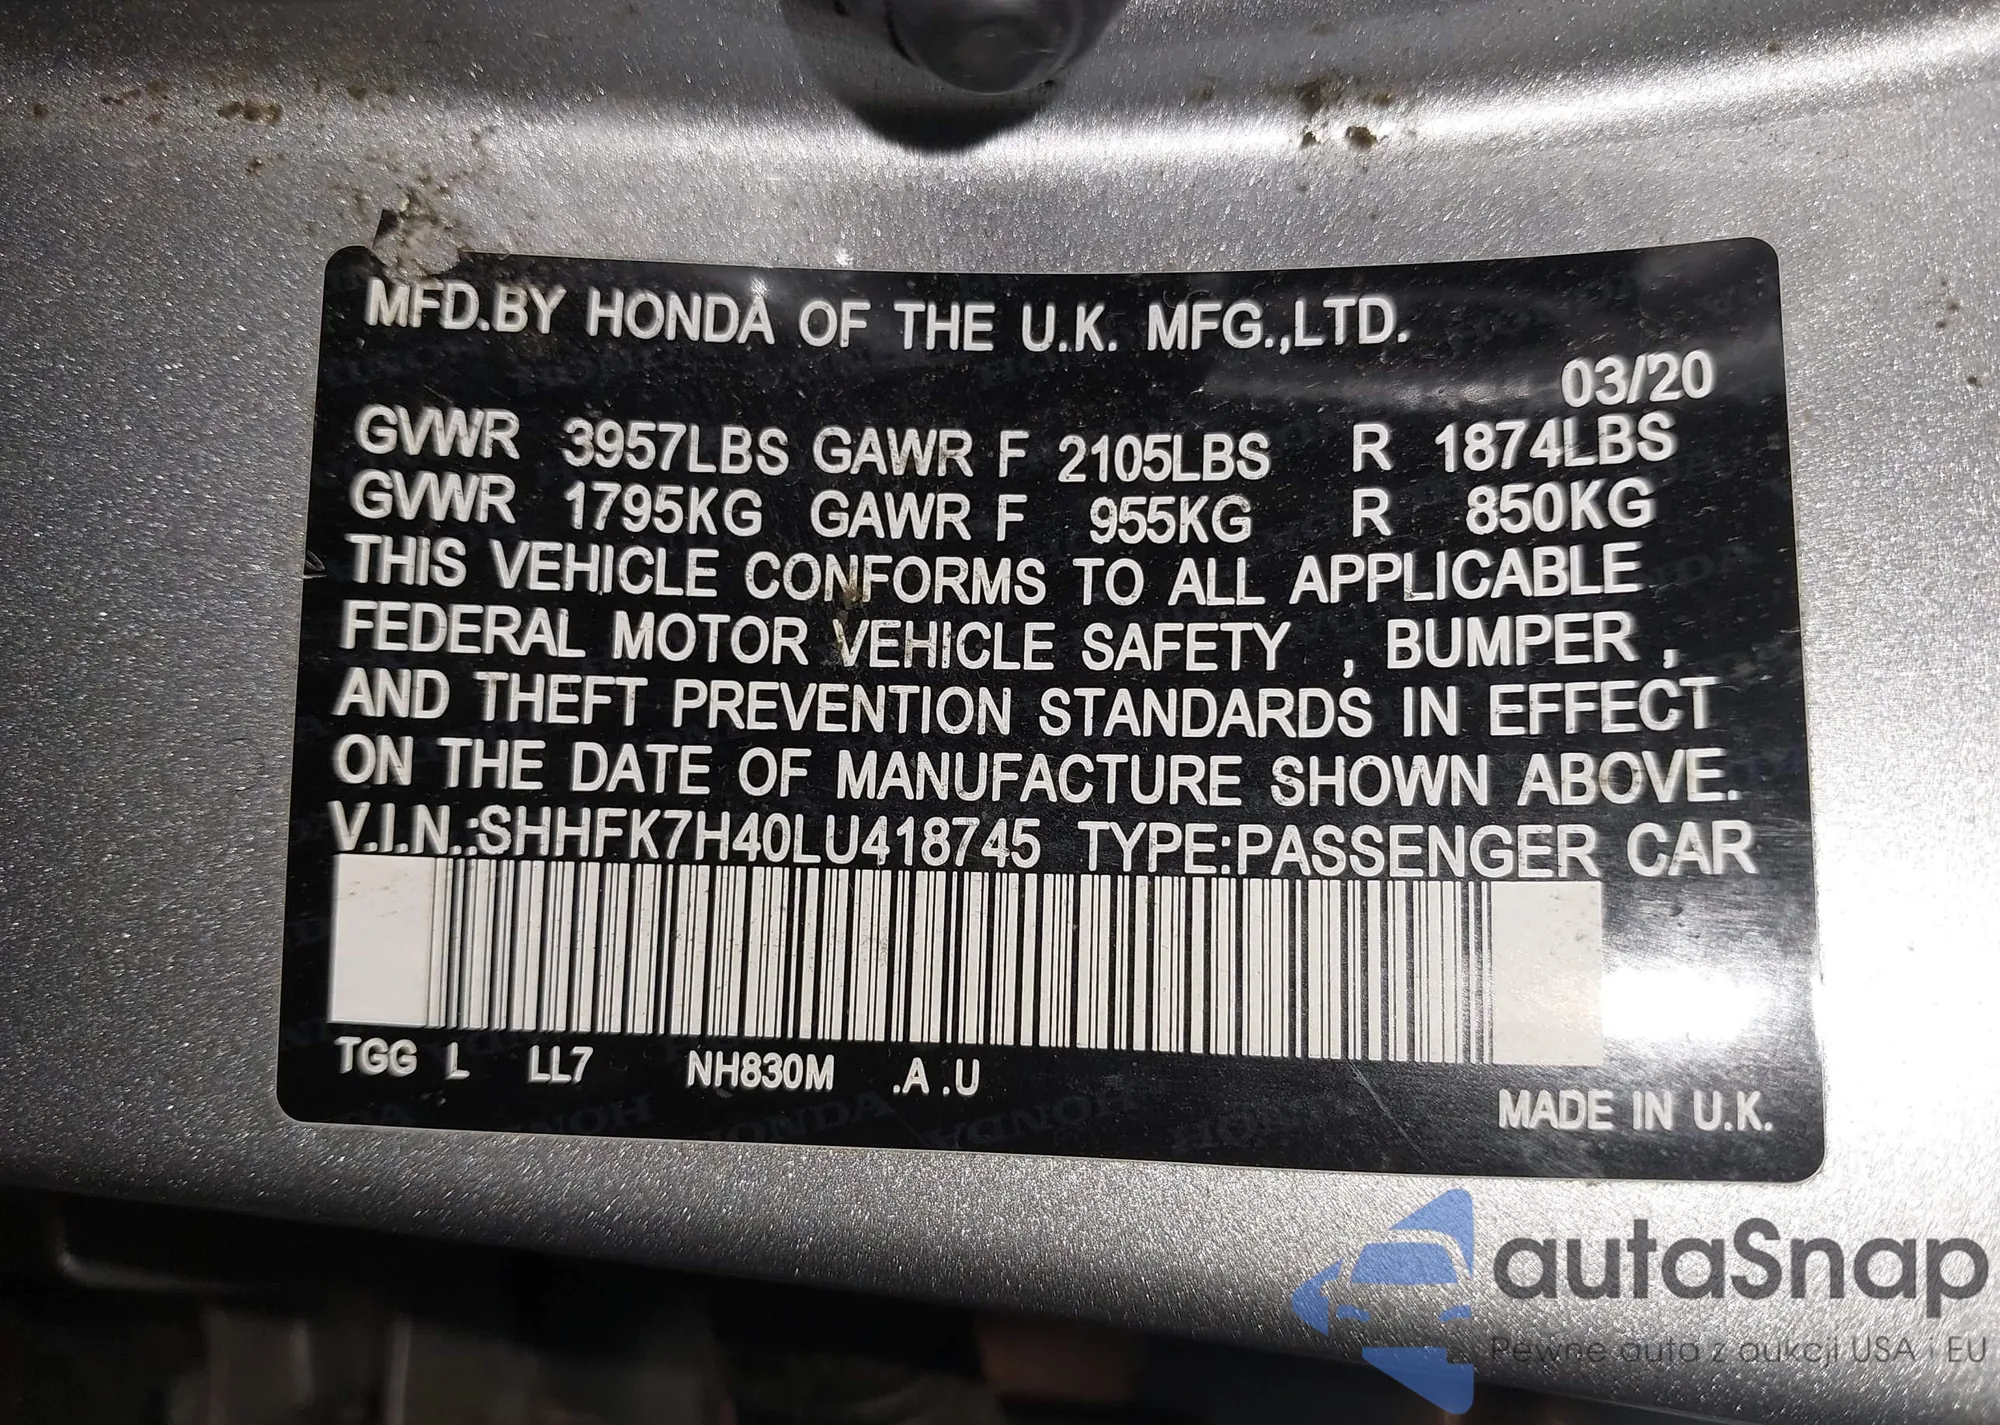 MFD.BY HONDA OF THE U.K. MFG.,LTD.
03/20
GVWR 3957LBS GAWR F 2105LBS R 1874LBS
GVWR 1795KG GAWR F 955KG R 850KG
THIS VEHICLE CONFORMS TO ALL APPLICABLE
FEDERAL MOTOR VEHICLE SAFETY , BUMPER ,
AND THEFT PREVENTION STANDARDS IN EFFECT
ON THE DATE OF MANUFACTURE SHOWN ABOVE.
V.I.N.:SHHFK7H40LU418745 TYPE:PASSENGER CAR
TGG L LL7 NH830M .A .U
MADE IN U.K.
autaSnap
Pewne auta z aukcji USA i EU